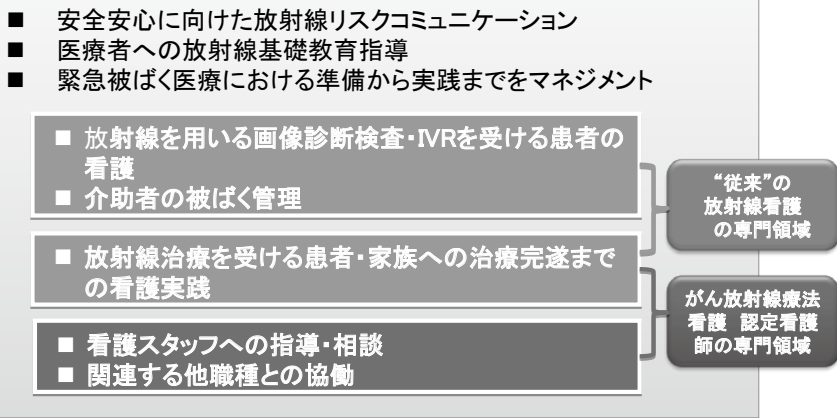 ■ 安全安心に向けた放射線リスクコミュニケーション
■ 医療者への放射線基礎教育指導
■ 緊急被ばく医療における準備から実践までをマネジメント
■ 放射線を用いる画像診断検査・IVRを受ける患者の
看護
■ 介助者の被ばく管理
“従来”の
放射線看護
の専門領域
■ 放射線治療を受ける患者・家族への治療完遂まで
の看護実践
がん放射線療法
看護 認定看護
師の専門領域
■ 看護スタッフへの指導・相談
■ 関連する他職種との協働